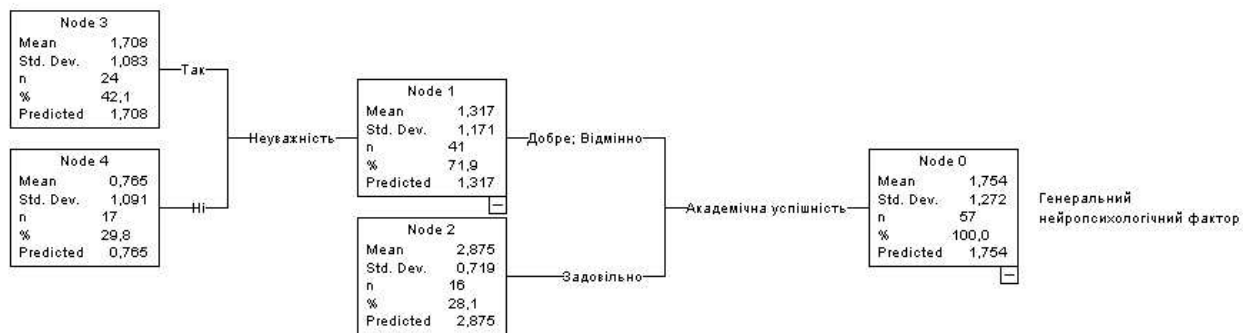 Node 3
Mean 1,708
Std. Dev. 1,083
n 24
% 42,1
Predicted 1,708
Так
Node 4
Mean 0,765
Std. Dev. 1,091
n 17
% 29,8
Predicted 0,765
Ні
Неуважність
Node 1
Mean 1,317
Std. Dev. 1,171
n 41
% 71,9
Predicted 1,317
Добре; Відмінно
Node 2
Mean 2,875
Std. Dev. 0,719
n 16
% 28,1
Predicted 2,875
Задовільно
Академічна успішність
Node 0
Mean 1,754
Std. Dev. 1,272
n 57
% 100,0
Predicted 1,754
Генеральний
нейропсихологічний фактор